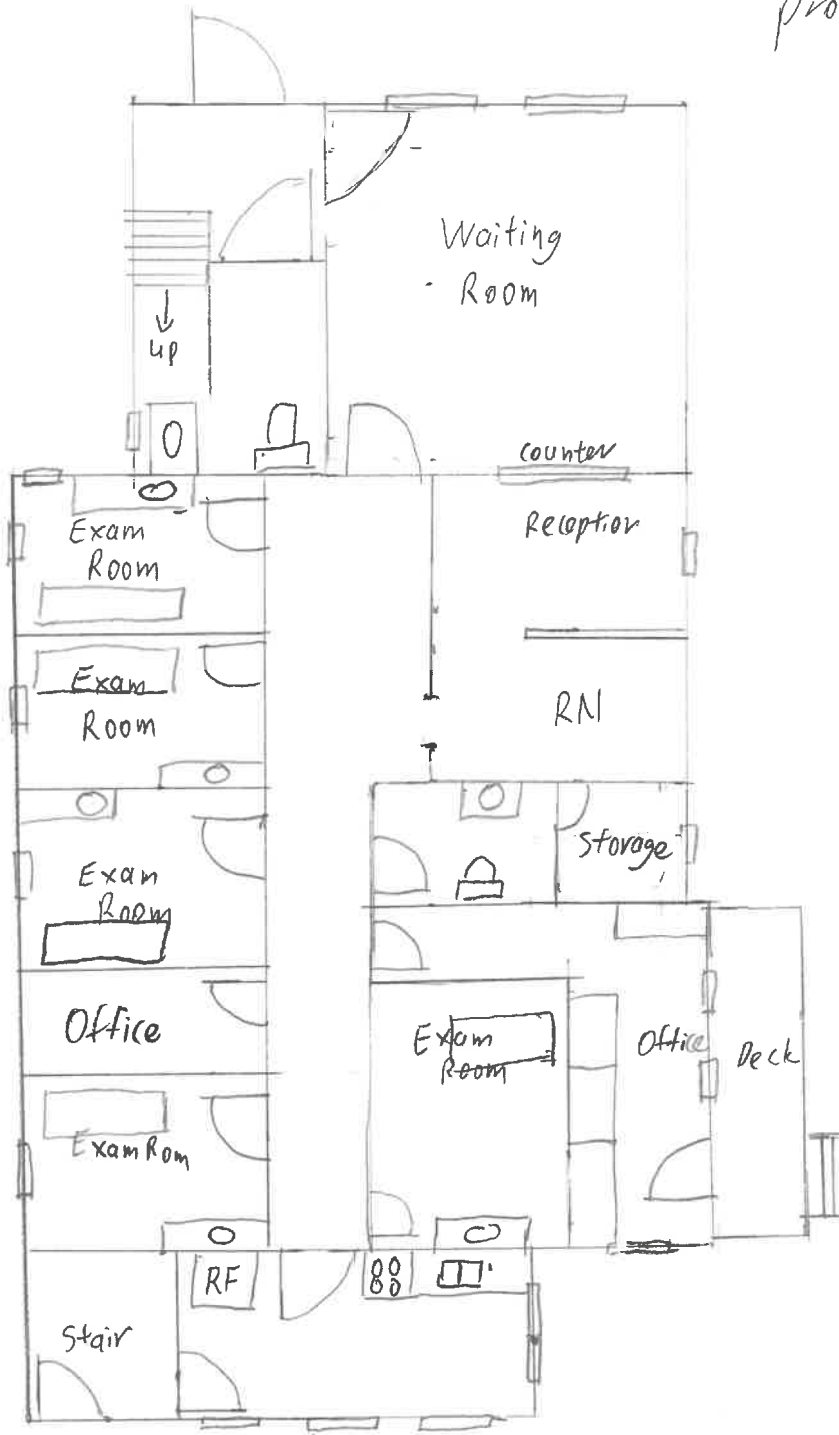 Waiting
Room
up
counter
Reception
Exam
Room
Exam
Room
RN
Storage
Exam
Room
Office
Exam
Room
Office
Deck
Exam Rom
RF
Stair